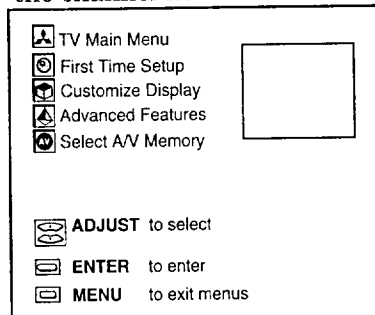 TV Main Menu
First Time Setup
Customize Display
Advanced Features
Select A/V Memory
ADJUST to select
ENTER to enter
MENU to exit menus